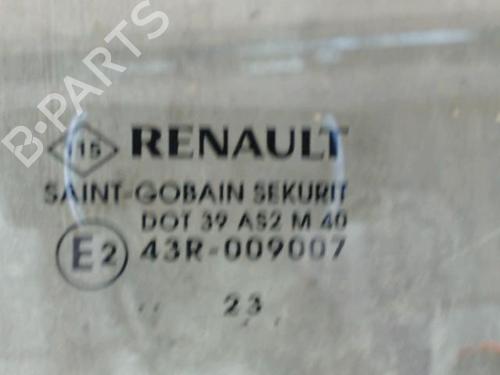 B-PARTS
115 RENAULT
SAINT-GOBAIN SEKURIT
DOT 39 AS2 M 40
E2 43R-009007
.. 23